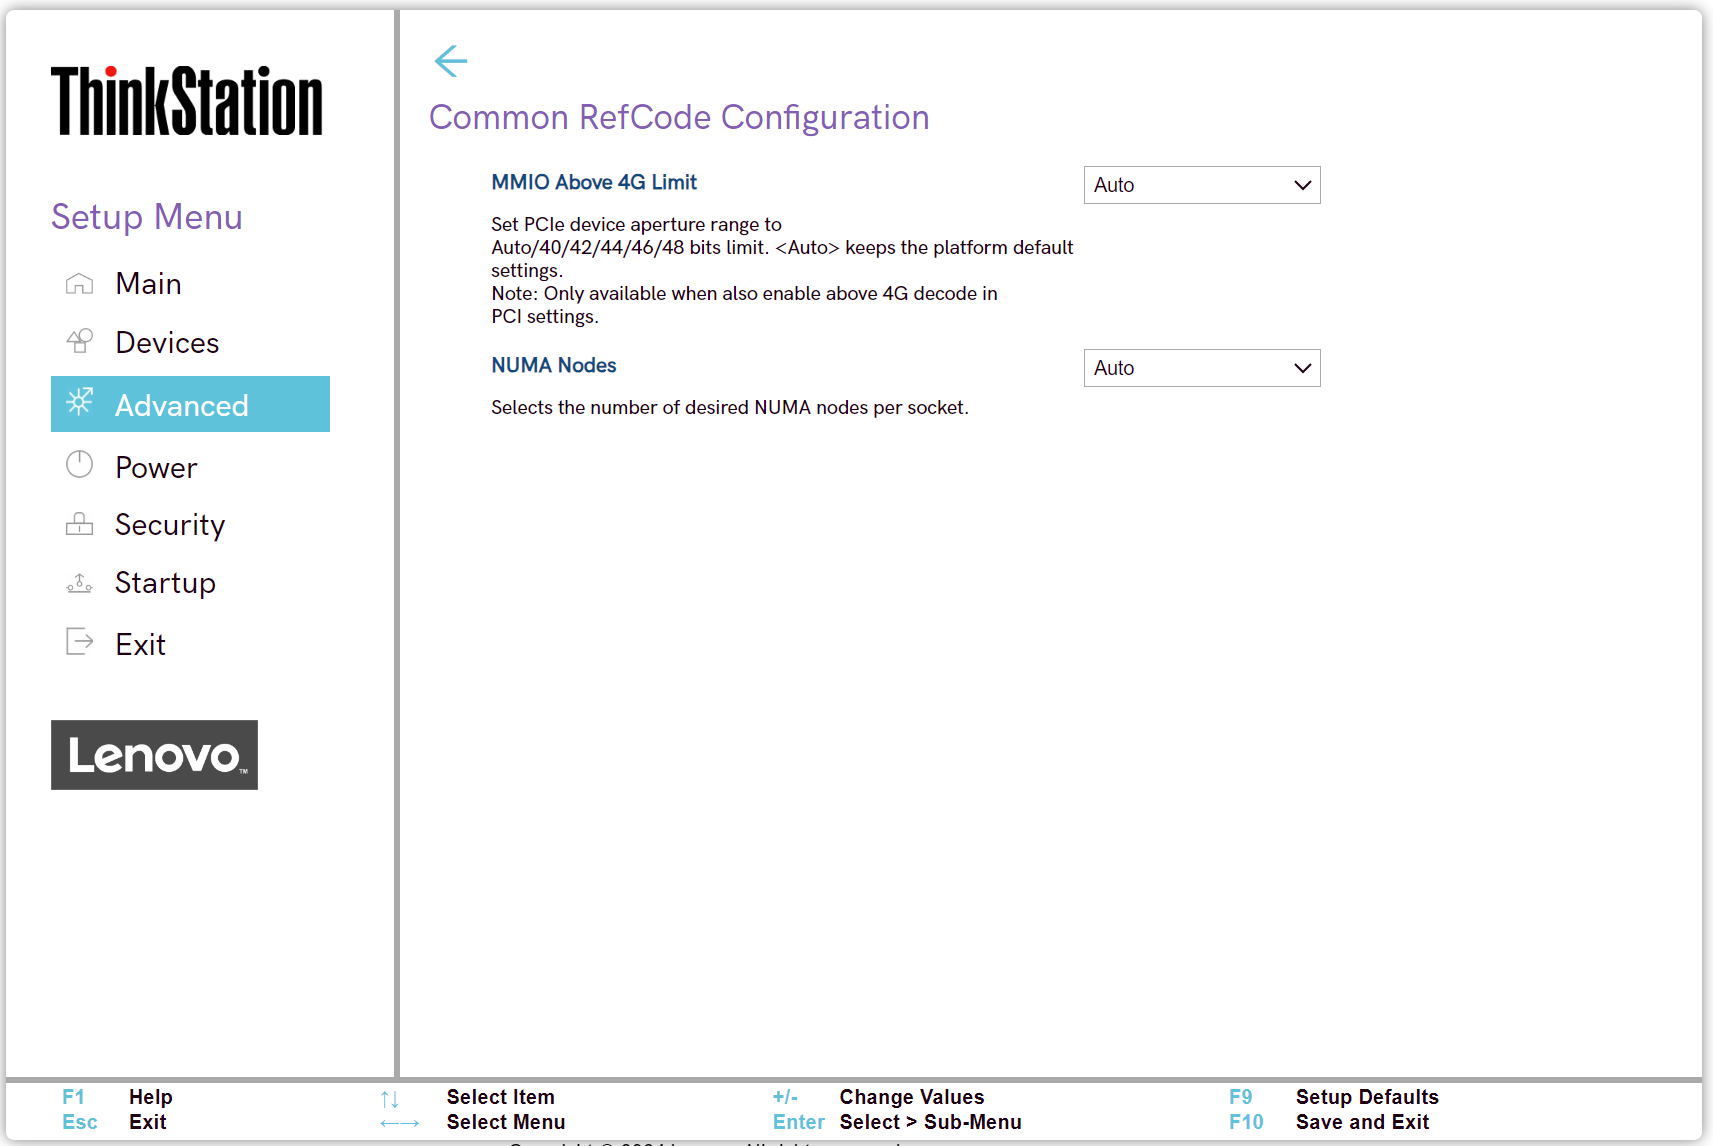 ThinkStation
Setup Menu
Main
Devices
Advanced
Power
Security
Startup
Exit
Lenovo™
Common RefCode Configuration
MMIO Above 4G Limit
Auto
Set PCIe device aperture range to
Auto/40/42/44/46/48 bits limit. <Auto> keeps the platform default
settings.
Note: Only available when also enable above 4G decode in
PCI settings.
NUMA Nodes
Auto
Selects the number of desired NUMA nodes per socket.
F1 Help ↑↓ Select Item +/- Change Values F9 Setup Defaults
Esc Exit ←→ Select Menu Enter Select > Sub-Menu F10 Save and Exit